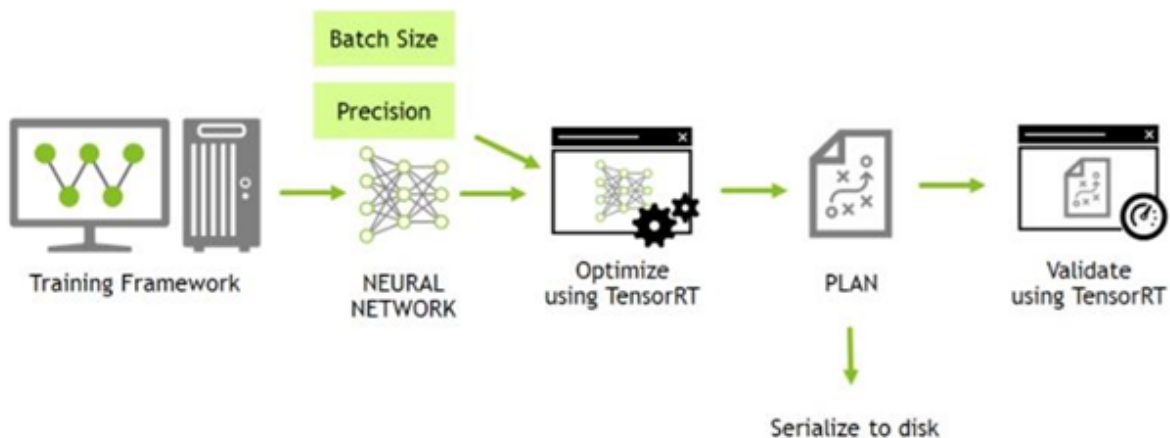 Batch Size
Precision
Training Framework
NEURAL
NETWORK
Optimize
using TensorRT
PLAN
Validate
using TensorRT
Serialize to disk